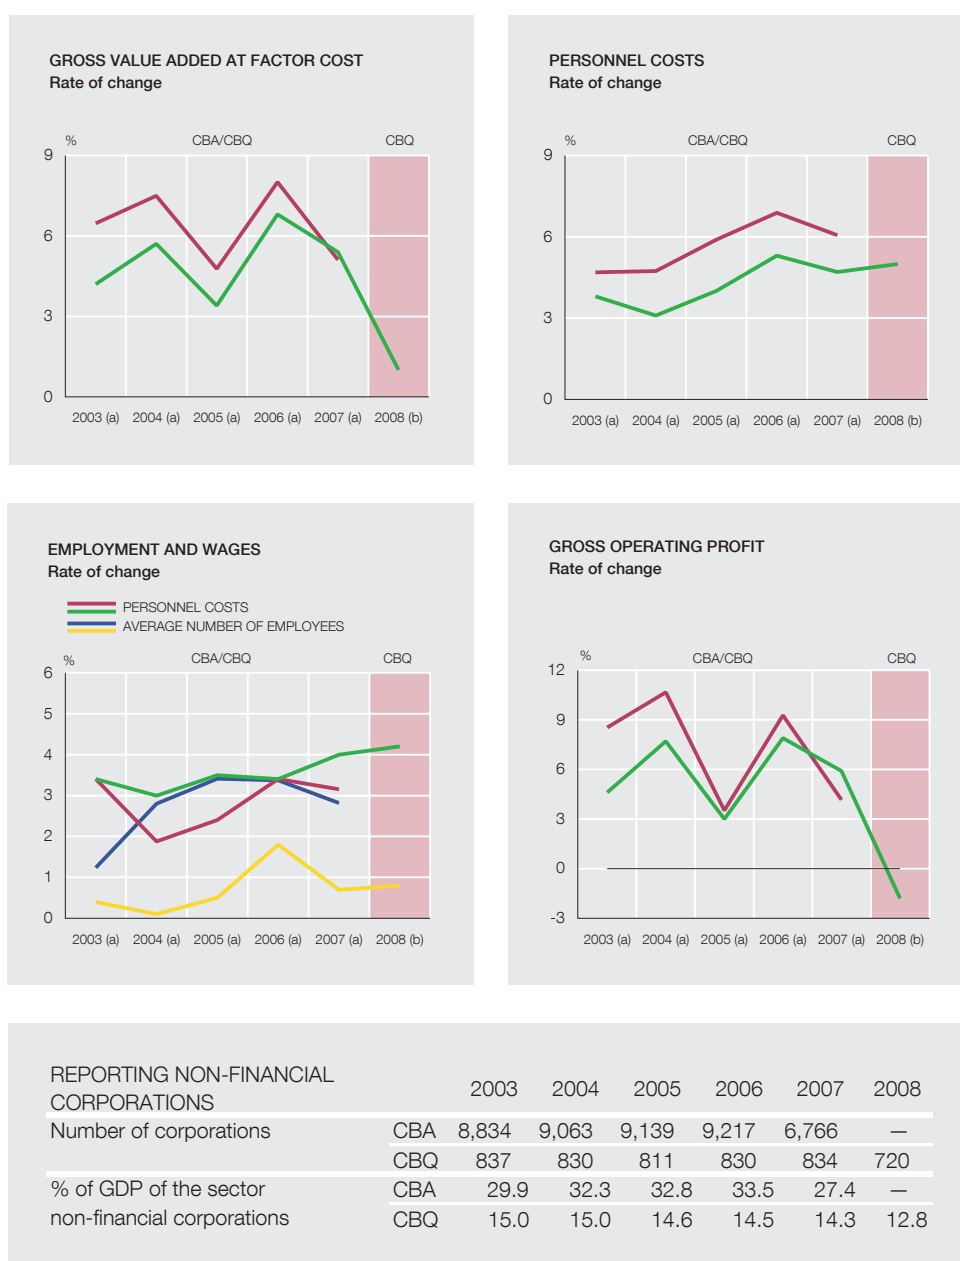 GROSS VALUE ADDED AT FACTOR COST
Rate of change
% CBA/CBQ CBQ
9
6
3
0
2003 (a) 2004 (a) 2005 (a) 2006 (a) 2007 (a) 2008 (b)
PERSONNEL COSTS
Rate of change
% CBA/CBQ CBQ
9
6
3
0
2003 (a) 2004 (a) 2005 (a) 2006 (a) 2007 (a) 2008 (b)
EMPLOYMENT AND WAGES
Rate of change
PERSONNEL COSTS
AVERAGE NUMBER OF EMPLOYEES
% CBA/CBQ CBQ
6
5
4
3
2
1
0
2003 (a) 2004 (a) 2005 (a) 2006 (a) 2007 (a) 2008 (b)
GROSS OPERATING PROFIT
Rate of change
% CBA/CBQ CBQ
12
9
6
3
0
-3
2003 (a) 2004 (a) 2005 (a) 2006 (a) 2007 (a) 2008 (b)
REPORTING NON-FINANCIAL
CORPORATIONS 2003 2004 2005 2006 2007 2008
Number of corporations CBA 8,834 9,063 9,139 9,217 6,766 —
CBQ 837 830 811 830 834 720
% of GDP of the sector CBA 29.9 32.3 32.8 33.5 27.4 —
non-financial corporations CBQ 15.0 15.0 14.6 14.5 14.3 12.8